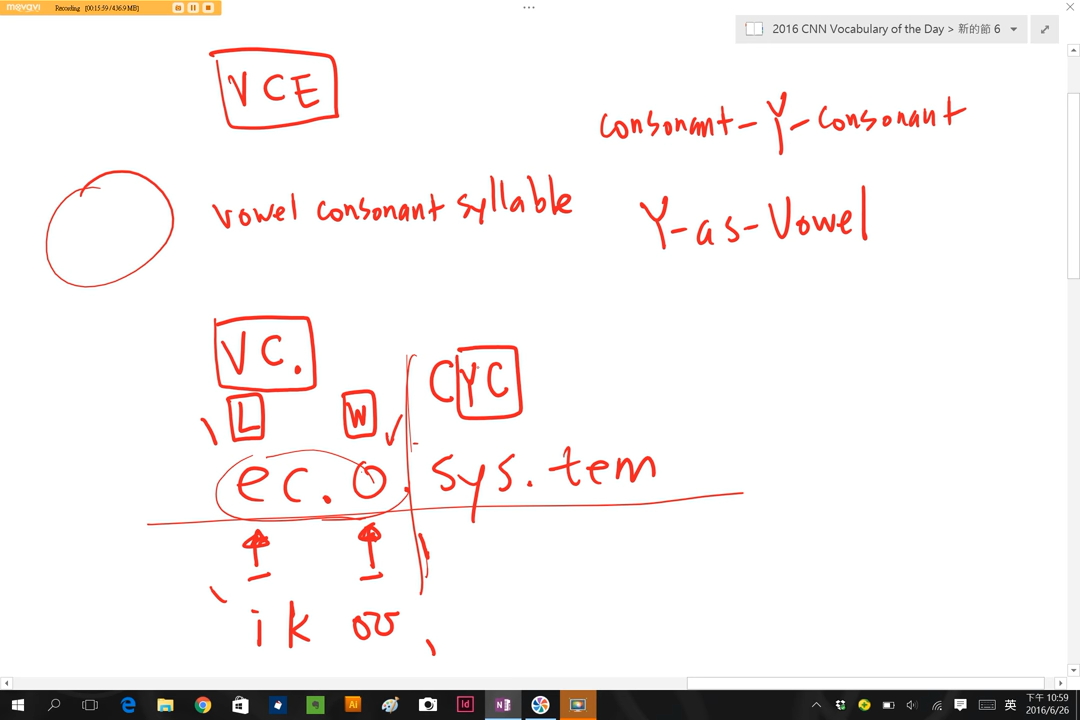 movavi Recording [00:15:59 / 436.9 MB]
2016 CNN Vocabulary of the Day > 新的節 6
VCE
consonant-Y-consonant
vowel consonant syllable
Y-as-Vowel
VC. CYC
L W
ec.o. sys.tem
ik oʊ
英 下午 10:59
2016/6/26